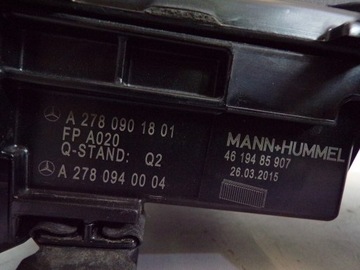 A 278 090 18 01
FP A020
Q-STAND: Q2
A 278 094 00 04
MANN+HUMMEL
46 194 85 907
26.03.2015